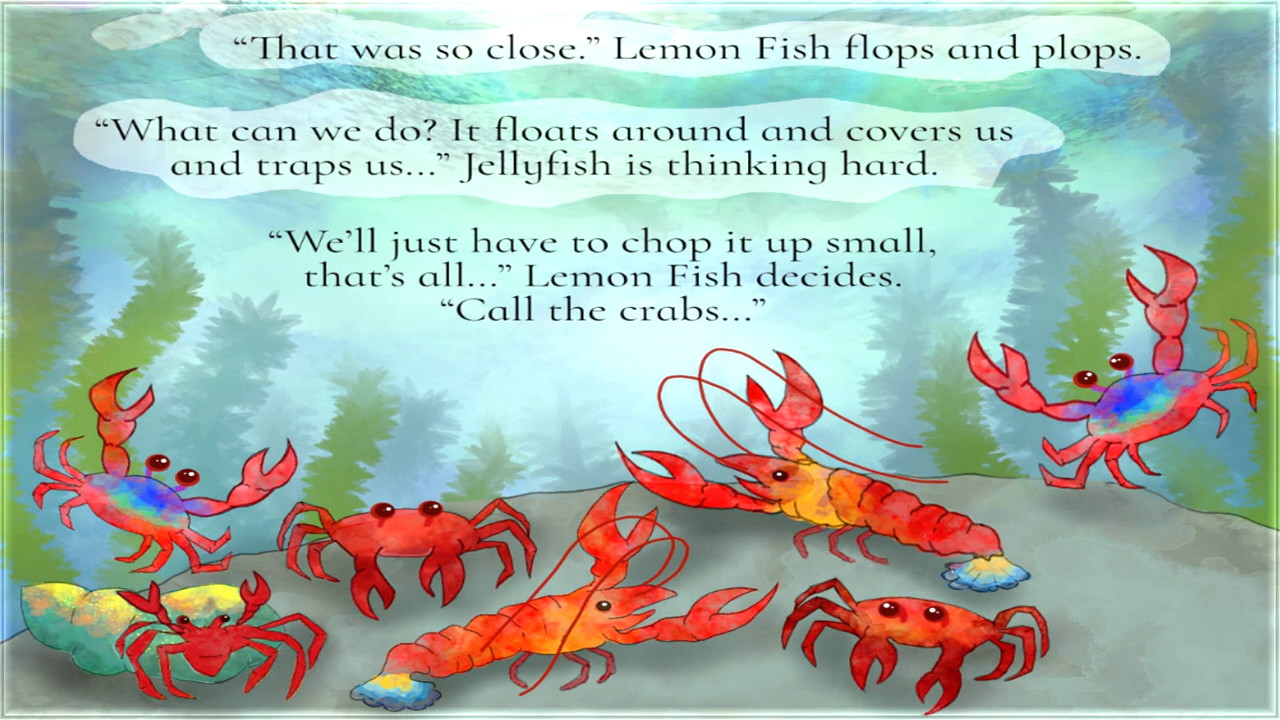 “That was so close.” Lemon Fish flops and plops.
“What can we do? It floats around and covers us
and traps us...” Jellyfish is thinking hard.
“We’ll just have to chop it up small,
that’s all...” Lemon Fish decides.
“Call the crabs...”